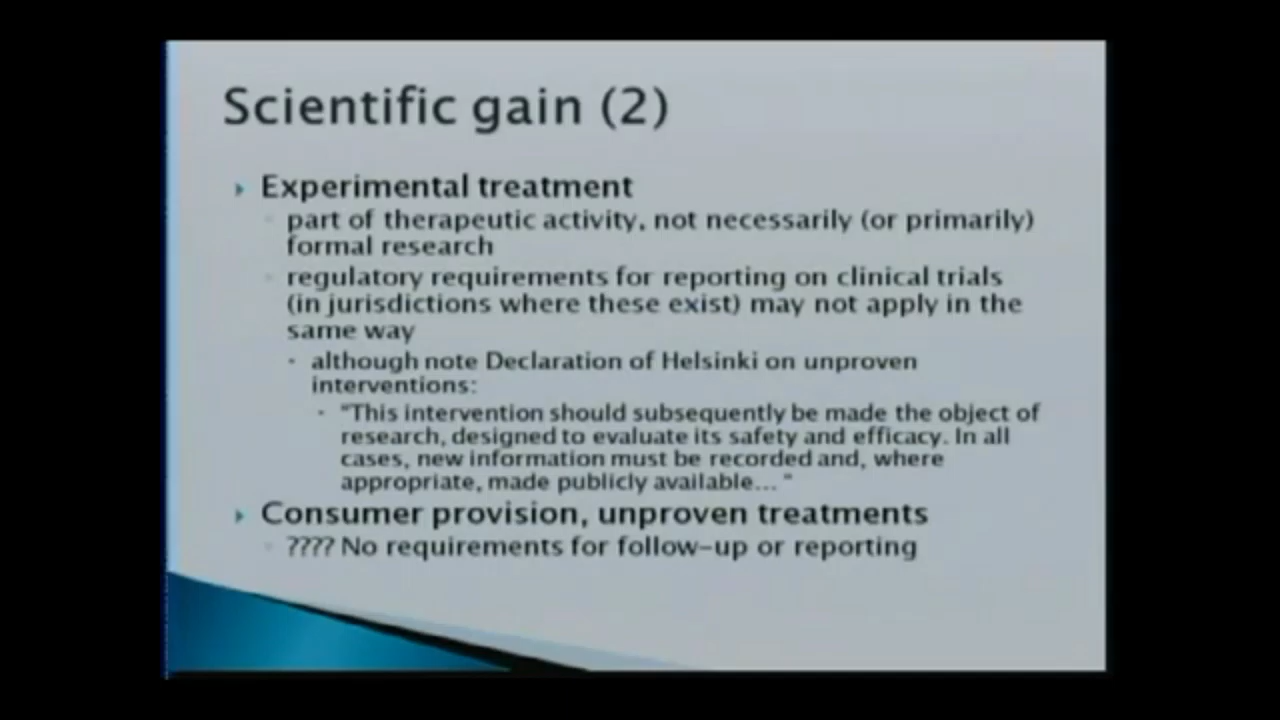 Scientific gain (2)
Experimental treatment
part of therapeutic activity, not necessarily (or primarily)
formal research
regulatory requirements for reporting on clinical trials
(in jurisdictions where these exist) may not apply in the
same way
although note Declaration of Helsinki on unproven
interventions:
"This intervention should subsequently be made the object of
research, designed to evaluate its safety and efficacy. In all
cases, new information must be recorded and, where
appropriate, made publicly available... "
Consumer provision, unproven treatments
???? No requirements for follow-up or reporting